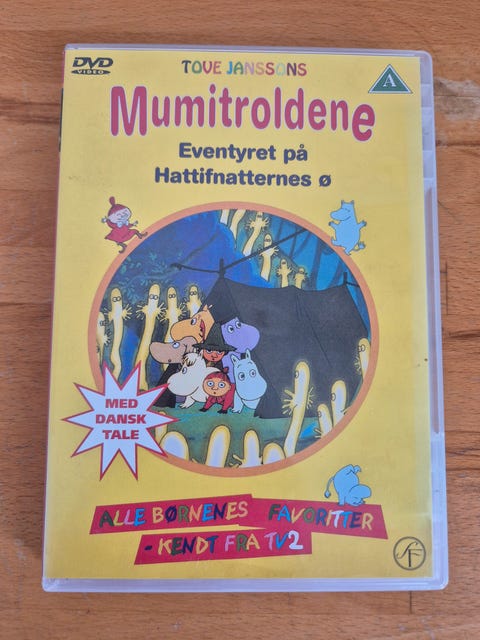 DVD
VIDEO
TOVE JANSSONS
A
Mumitroldene
Eventyret på
Hattifnatternes ø
MED
DANSK
TALE
ALLE BØRNENES FAVORITTER
- KENDT FRA TV2
SF